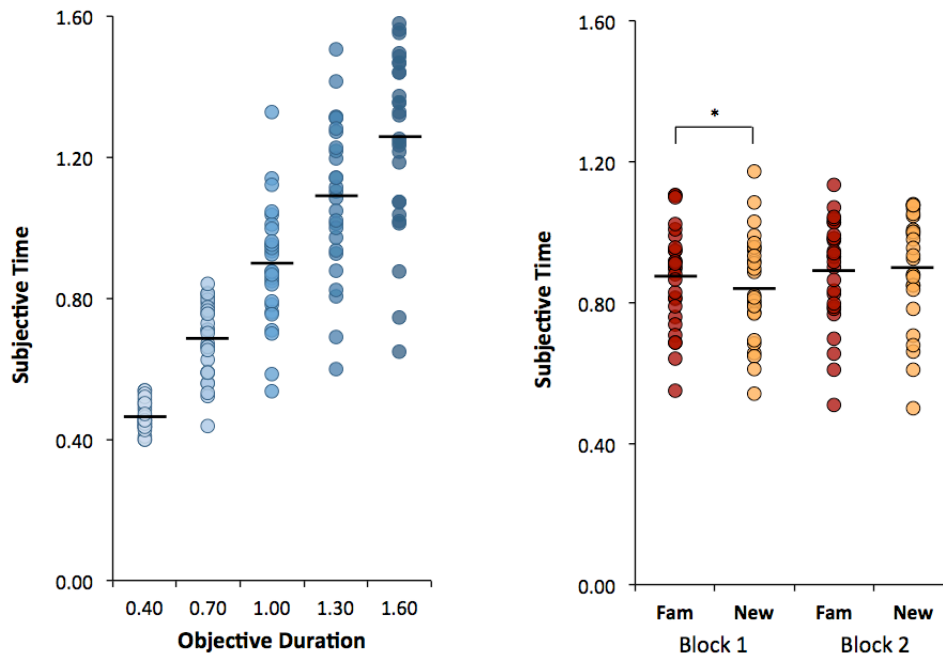 1.60
1.20
0.80
0.40
0.00
Subjective Time
0.40 0.70 1.00 1.30 1.60
Objective Duration
1.60
1.20
0.80
0.40
0.00
Subjective Time
*
Fam New Fam New
Block 1 Block 2